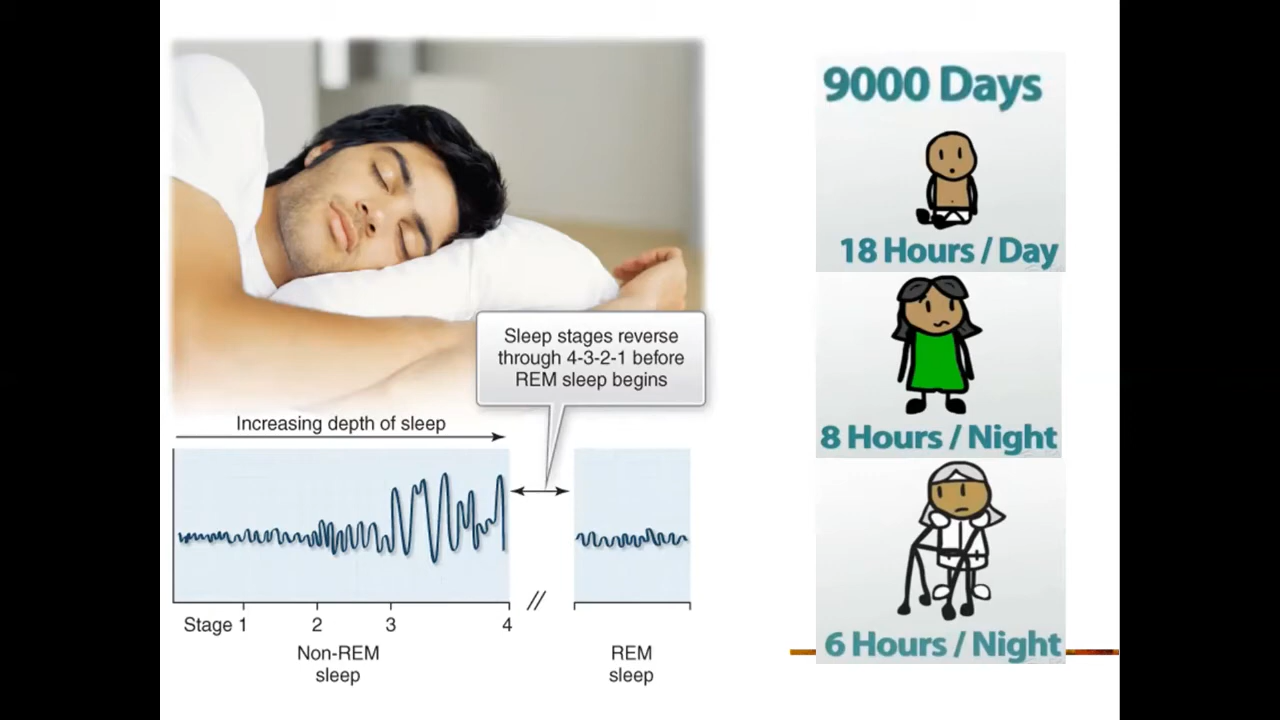 Sleep stages reverse
through 4-3-2-1 before
REM sleep begins
Increasing depth of sleep
Stage 1 2 3 4
Non-REM
sleep
REM
sleep
9000 Days
18 Hours / Day
8 Hours / Night
6 Hours / Night